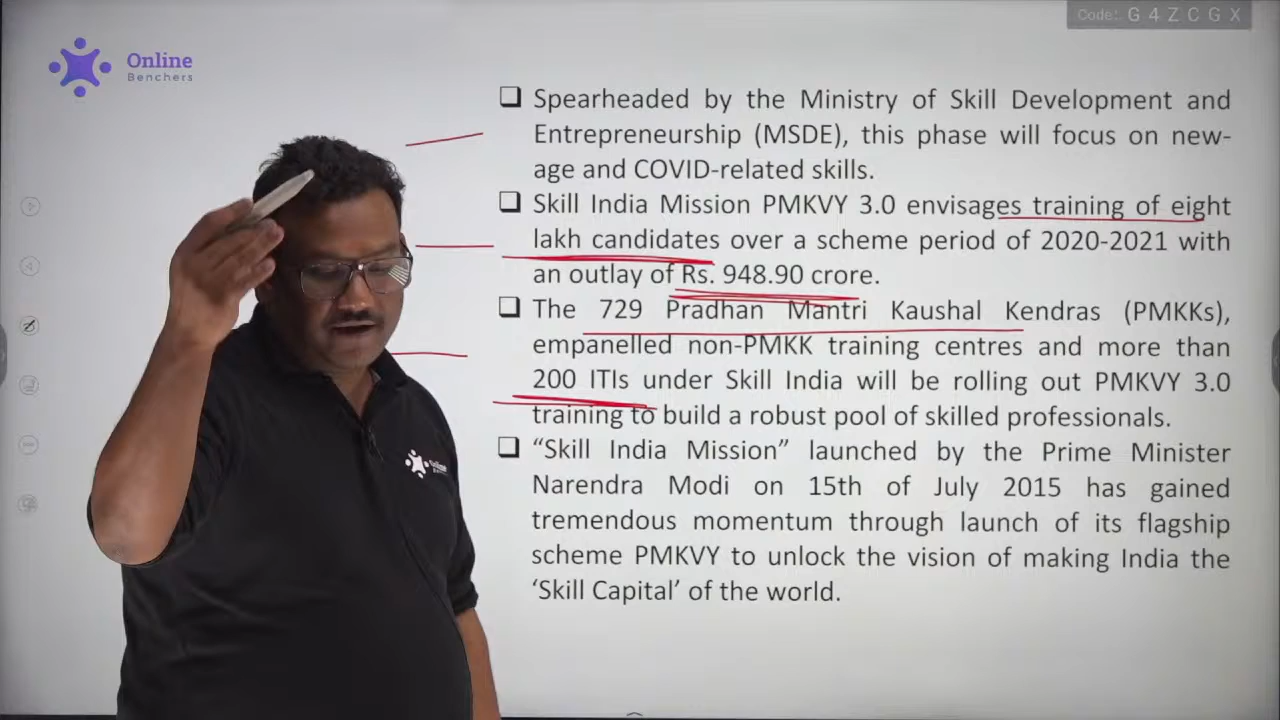 Code: G 4 Z C G X
Online
Benchers
❑ Spearheaded by the Ministry of Skill Development and
Entrepreneurship (MSDE), this phase will focus on new-
age and COVID-related skills.
❑ Skill India Mission PMKVY 3.0 envisages training of eight
lakh candidates over a scheme period of 2020-2021 with
an outlay of Rs. 948.90 crore.
❑ The 729 Pradhan Mantri Kaushal Kendras (PMKKs),
empanelled non-PMKK training centres and more than
200 ITIs under Skill India will be rolling out PMKVY 3.0
training to build a robust pool of skilled professionals.
❑ “Skill India Mission” launched by the Prime Minister
Narendra Modi on 15th of July 2015 has gained
tremendous momentum through launch of its flagship
scheme PMKVY to unlock the vision of making India the
‘Skill Capital’ of the world.
Online